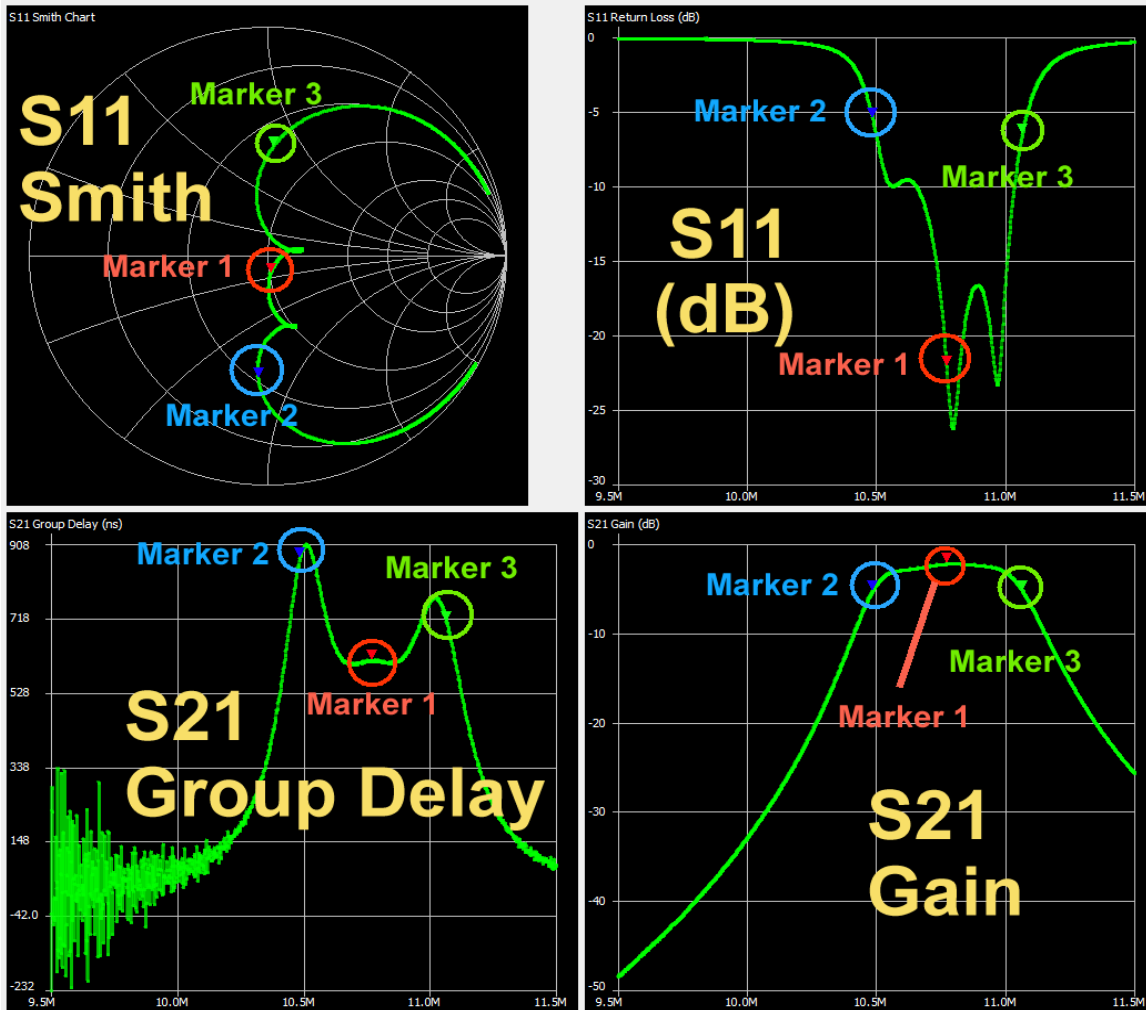 S11 Smith Chart
Marker 3
S11
Smith
Marker 1
Marker 2
S11 Return Loss (dB)
0
-5
-10
-15
-20
-25
-30
Marker 2
Marker 3
S11
(dB)
Marker 1
9.5M 10.0M 10.5M 11.0M 11.5M
S21 Group Delay (ns)
908
718
528
338
148
-42.0
-232
Marker 2
Marker 3
Marker 1
S21
Group Delay
9.5M 10.0M 10.5M 11.0M 11.5M
S21 Gain (dB)
0
-10
-20
-30
-40
-50
Marker 2
Marker 3
Marker 1
S21
Gain
9.5M 10.0M 10.5M 11.0M 11.5M